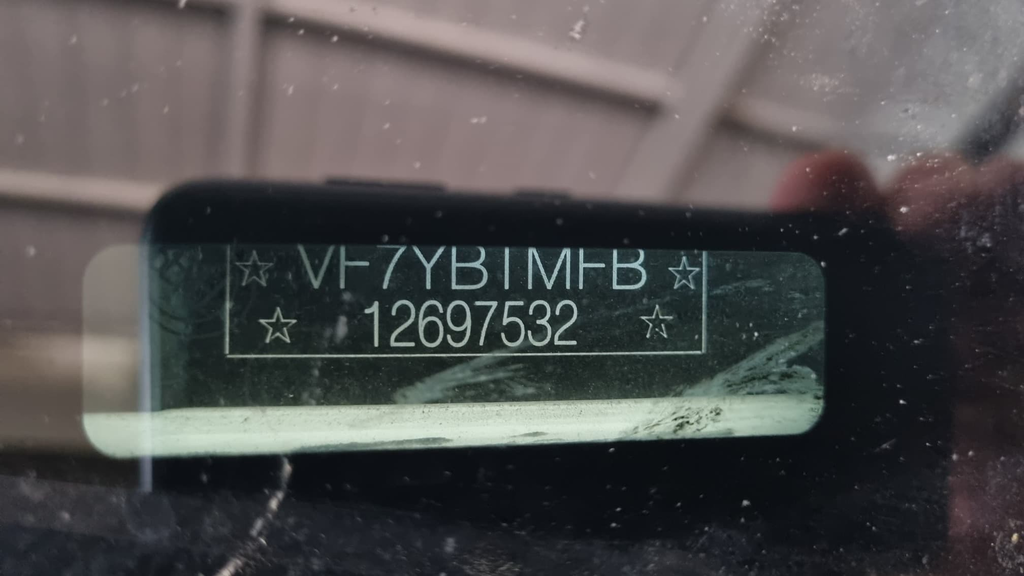 ☆ VF7YBTMFB ☆
☆ 12697532 ☆